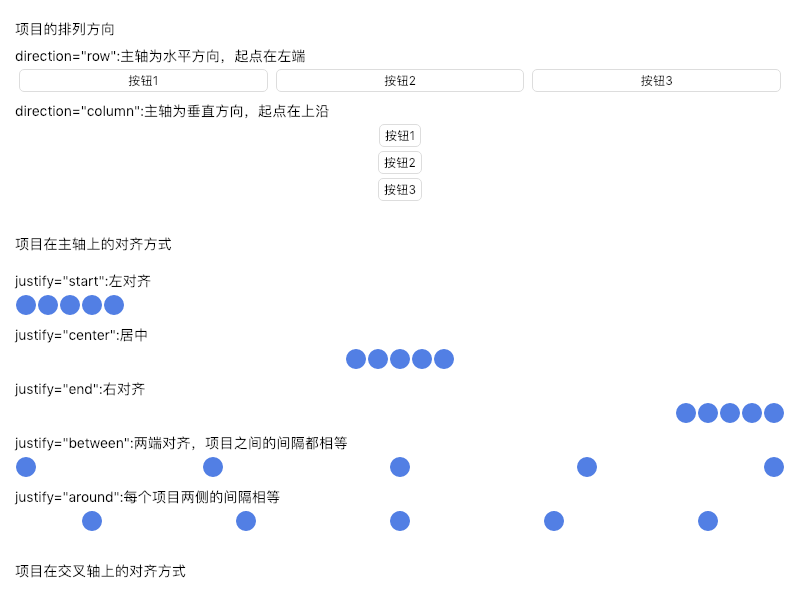 项目的排列方向
direction="row":主轴为水平方向，起点在左端
按钮1 按钮2 按钮3
direction="column":主轴为垂直方向，起点在上沿
按钮1
按钮2
按钮3
项目在主轴上的对齐方式
justify="start":左对齐
justify="center":居中
justify="end":右对齐
justify="between":两端对齐，项目之间的间隔都相等
justify="around":每个项目两侧的间隔相等
项目在交叉轴上的对齐方式